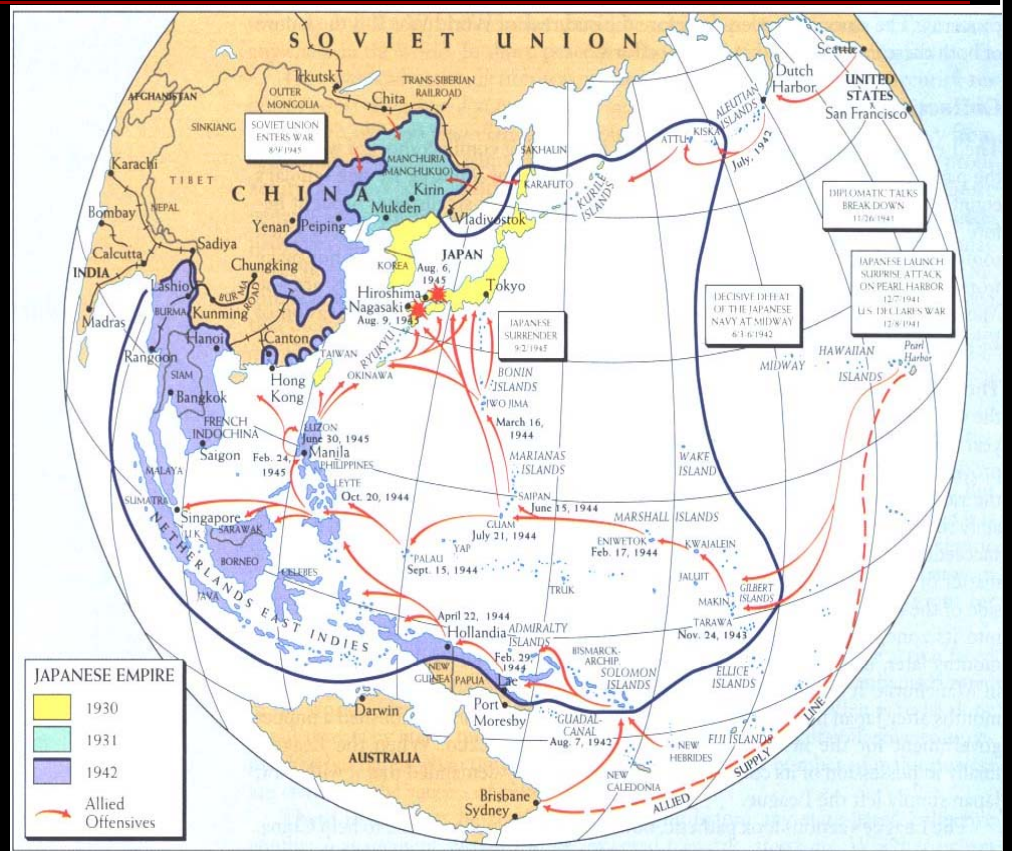 SOVIET UNION
Seattle
Dutch
Harbor
UNITED
STATES
San Francisco
ALEUTIAN
ISLANDS
ATTU
KISKA
July, 1942
Irkutsk
OUTER
MONGOLIA
Chita
TRANS-SIBERIAN
RAILROAD
AFGHANISTAN
SINKIANG
SOVIET UNION
ENTERS WAR
8/9/1945
MANCHURIA
(MANCHUKUO)
Kirin
Mukden
SAKHALIN
KARAFUTO
KURILE
ISLANDS
Vladivostok
Karachi
TIBET
CHINA
NEPAL
Yenan
Peiping
Bombay
Calcutta
Sadiya
INDIA
Chungking
Lashio
BURMA
ROAD
BURMA
Kunming
Madras
Hanoi
Canton
Rangoon
SIAM
Hong
Kong
Bangkok
FRENCH
INDOCHINA
Saigon
KOREA
JAPAN
Aug. 6,
1945
Hiroshima
Nagasaki
Aug. 9, 1945
Tokyo
TAIWAN
RYUKYU
OKINAWA
JAPANESE
SURRENDER
9/2/1945
BONIN
ISLANDS
IWO JIMA
March 16,
1944
DIPLOMATIC TALKS
BREAK DOWN
11/26/1941
JAPANESE LAUNCH
SURPRISE ATTACK
ON PEARL HARBOR
12/7/1941
U.S. DECLARES WAR
12/8/1941
DECISIVE DEFEAT
OF THE JAPANESE
NAVY AT MIDWAY
6/3-6/1942
MIDWAY
HAWAIIAN
ISLANDS
Pearl
Harbor
LUZON
June 30, 1945
Manila
Feb. 24,
1945
PHILIPPINES
LEYTE
Oct. 20, 1944
MARIANAS
ISLANDS
WAKE
ISLAND
SAIPAN
June 15, 1944
GUAM
July 21, 1944
MARSHALL ISLANDS
ENIWETOK
Feb. 17, 1944
KWAJALEIN
JALUIT
MAKIN
GILBERT
ISLANDS
TARAWA
Nov. 24, 1943
YAP
PALAU
Sept. 15, 1944
TRUK
MALAYA
SUMATRA
Singapore
U.K.
SARAWAK
BORNEO
CELEBES
JAVA
NETHERLANDS EAST INDIES
April 22, 1944
Hollandia
ADMIRALTY
ISLANDS
Feb. 29,
1944
BISMARCK
ARCHIP.
SOLOMON
ISLANDS
NEW
GUINEA
PAPUA
Lae
Port
Moresby
GUADAL-
CANAL
Aug. 7, 1942
ELLICE
ISLANDS
FIJI ISLANDS
NEW
HEBRIDES
NEW
CALEDONIA
ALLIED SUPPLY LINE
Darwin
AUSTRALIA
Brisbane
Sydney
JAPANESE EMPIRE
1930
1931
1942
Allied
Offensives